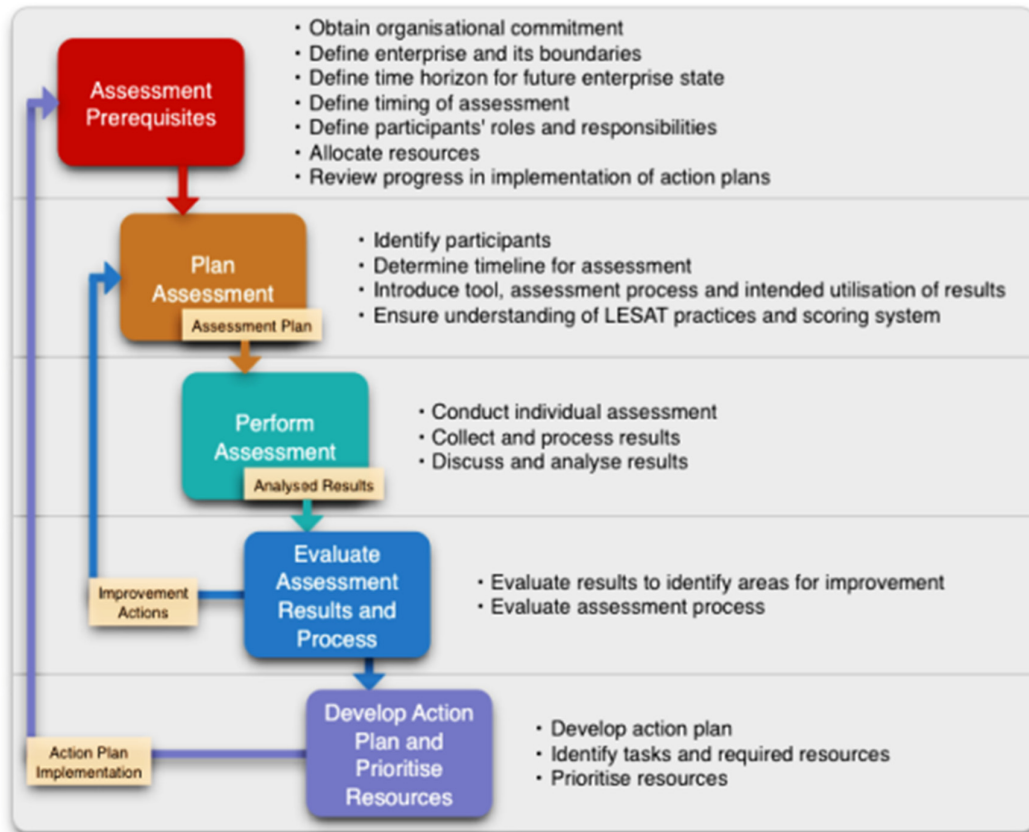 Assessment
Prerequisites
• Obtain organisational commitment
• Define enterprise and its boundaries
• Define time horizon for future enterprise state
• Define timing of assessment
• Define participants' roles and responsibilities
• Allocate resources
• Review progress in implementation of action plans
Plan
Assessment
Assessment Plan
• Identify participants
• Determine timeline for assessment
• Introduce tool, assessment process and intended utilisation of results
• Ensure understanding of LESAT practices and scoring system
Perform
Assessment
Analysed Results
• Conduct individual assessment
• Collect and process results
• Discuss and analyse results
Evaluate
Assessment
Results and
Process
Improvement
Actions
• Evaluate results to identify areas for improvement
• Evaluate assessment process
Develop Action
Plan and
Prioritise
Resources
Action Plan
Implementation
• Develop action plan
• Identify tasks and required resources
• Prioritise resources